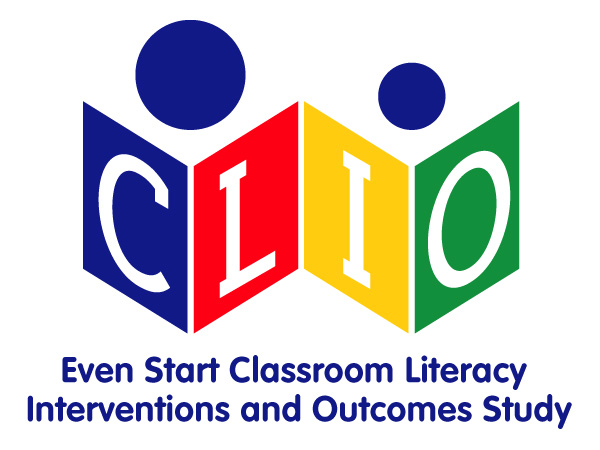 CLIO
Even Start Classroom Literacy
Interventions and Outcomes Study